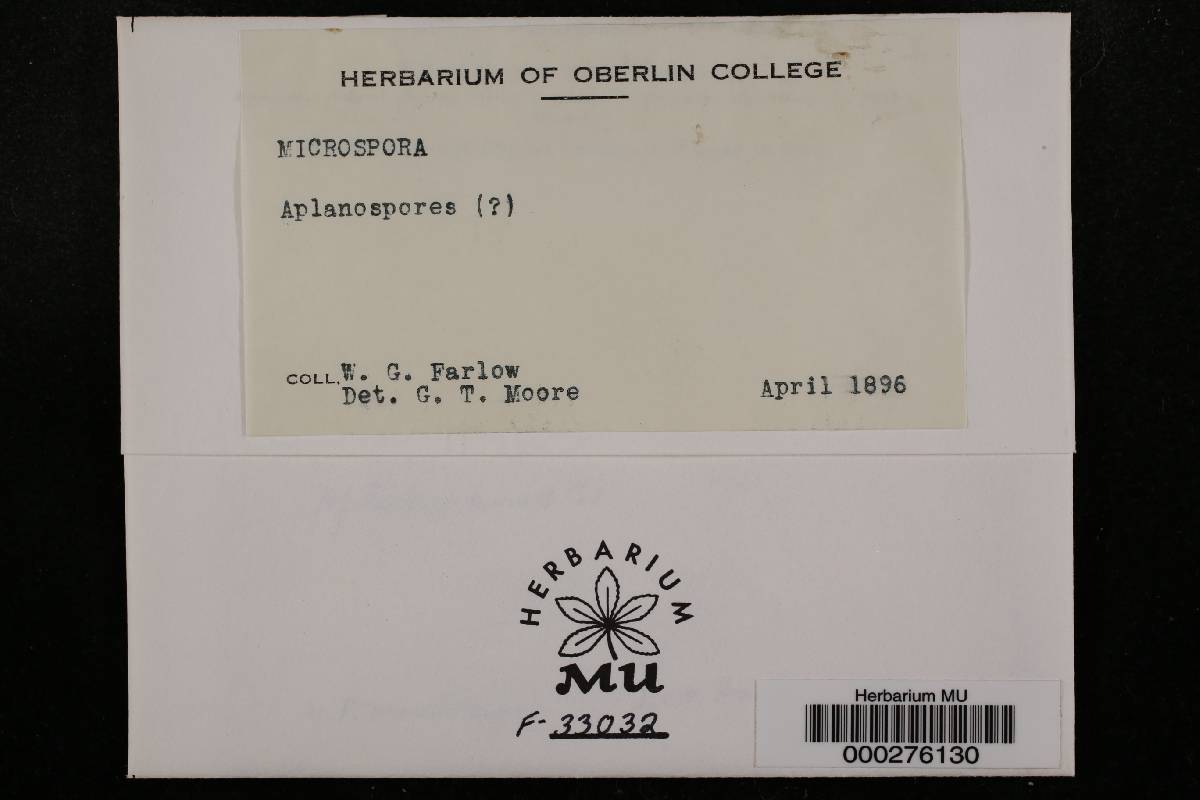 HERBARIUM OF OBERLIN COLLEGE
MICROSPORA
Aplanospores (?)
COLL. W. G. Farlow
Det. G. T. Moore
April 1896
HERBARIUM
MU
F-33032
Herbarium MU
000276130